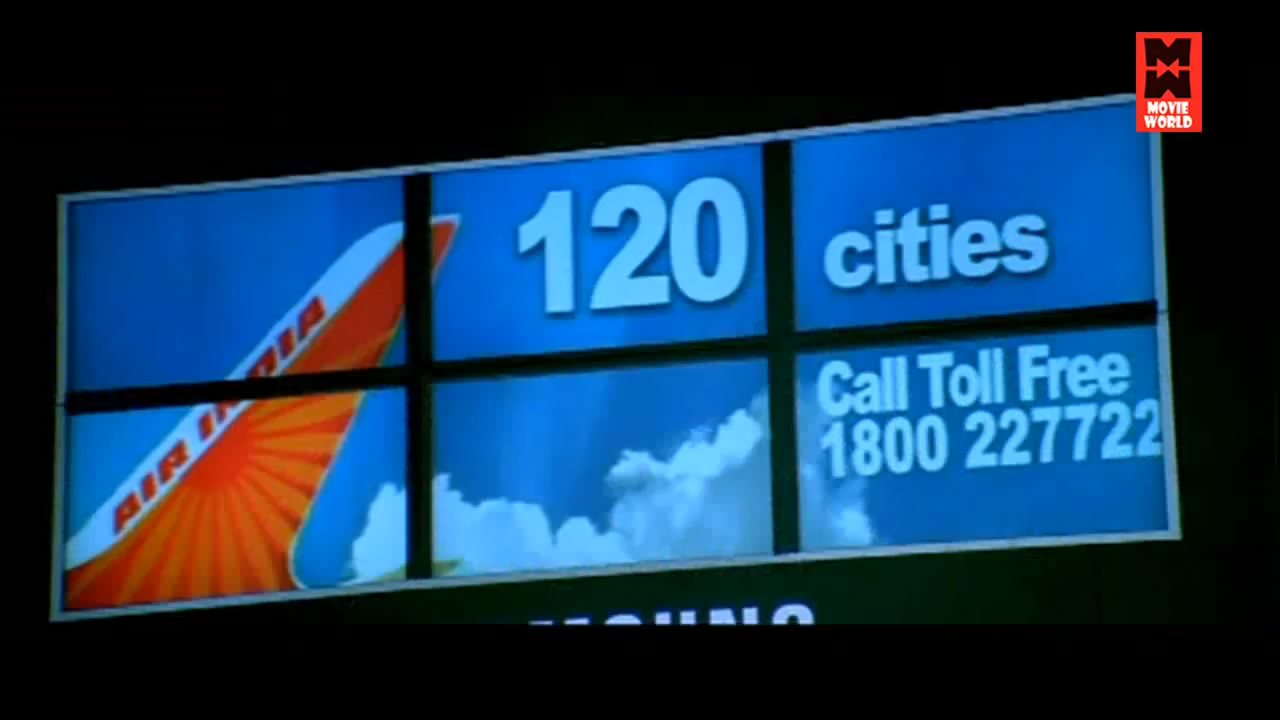 MOVIE
WORLD
120 cities
AIR INDIA
Call Toll Free
1800 227722